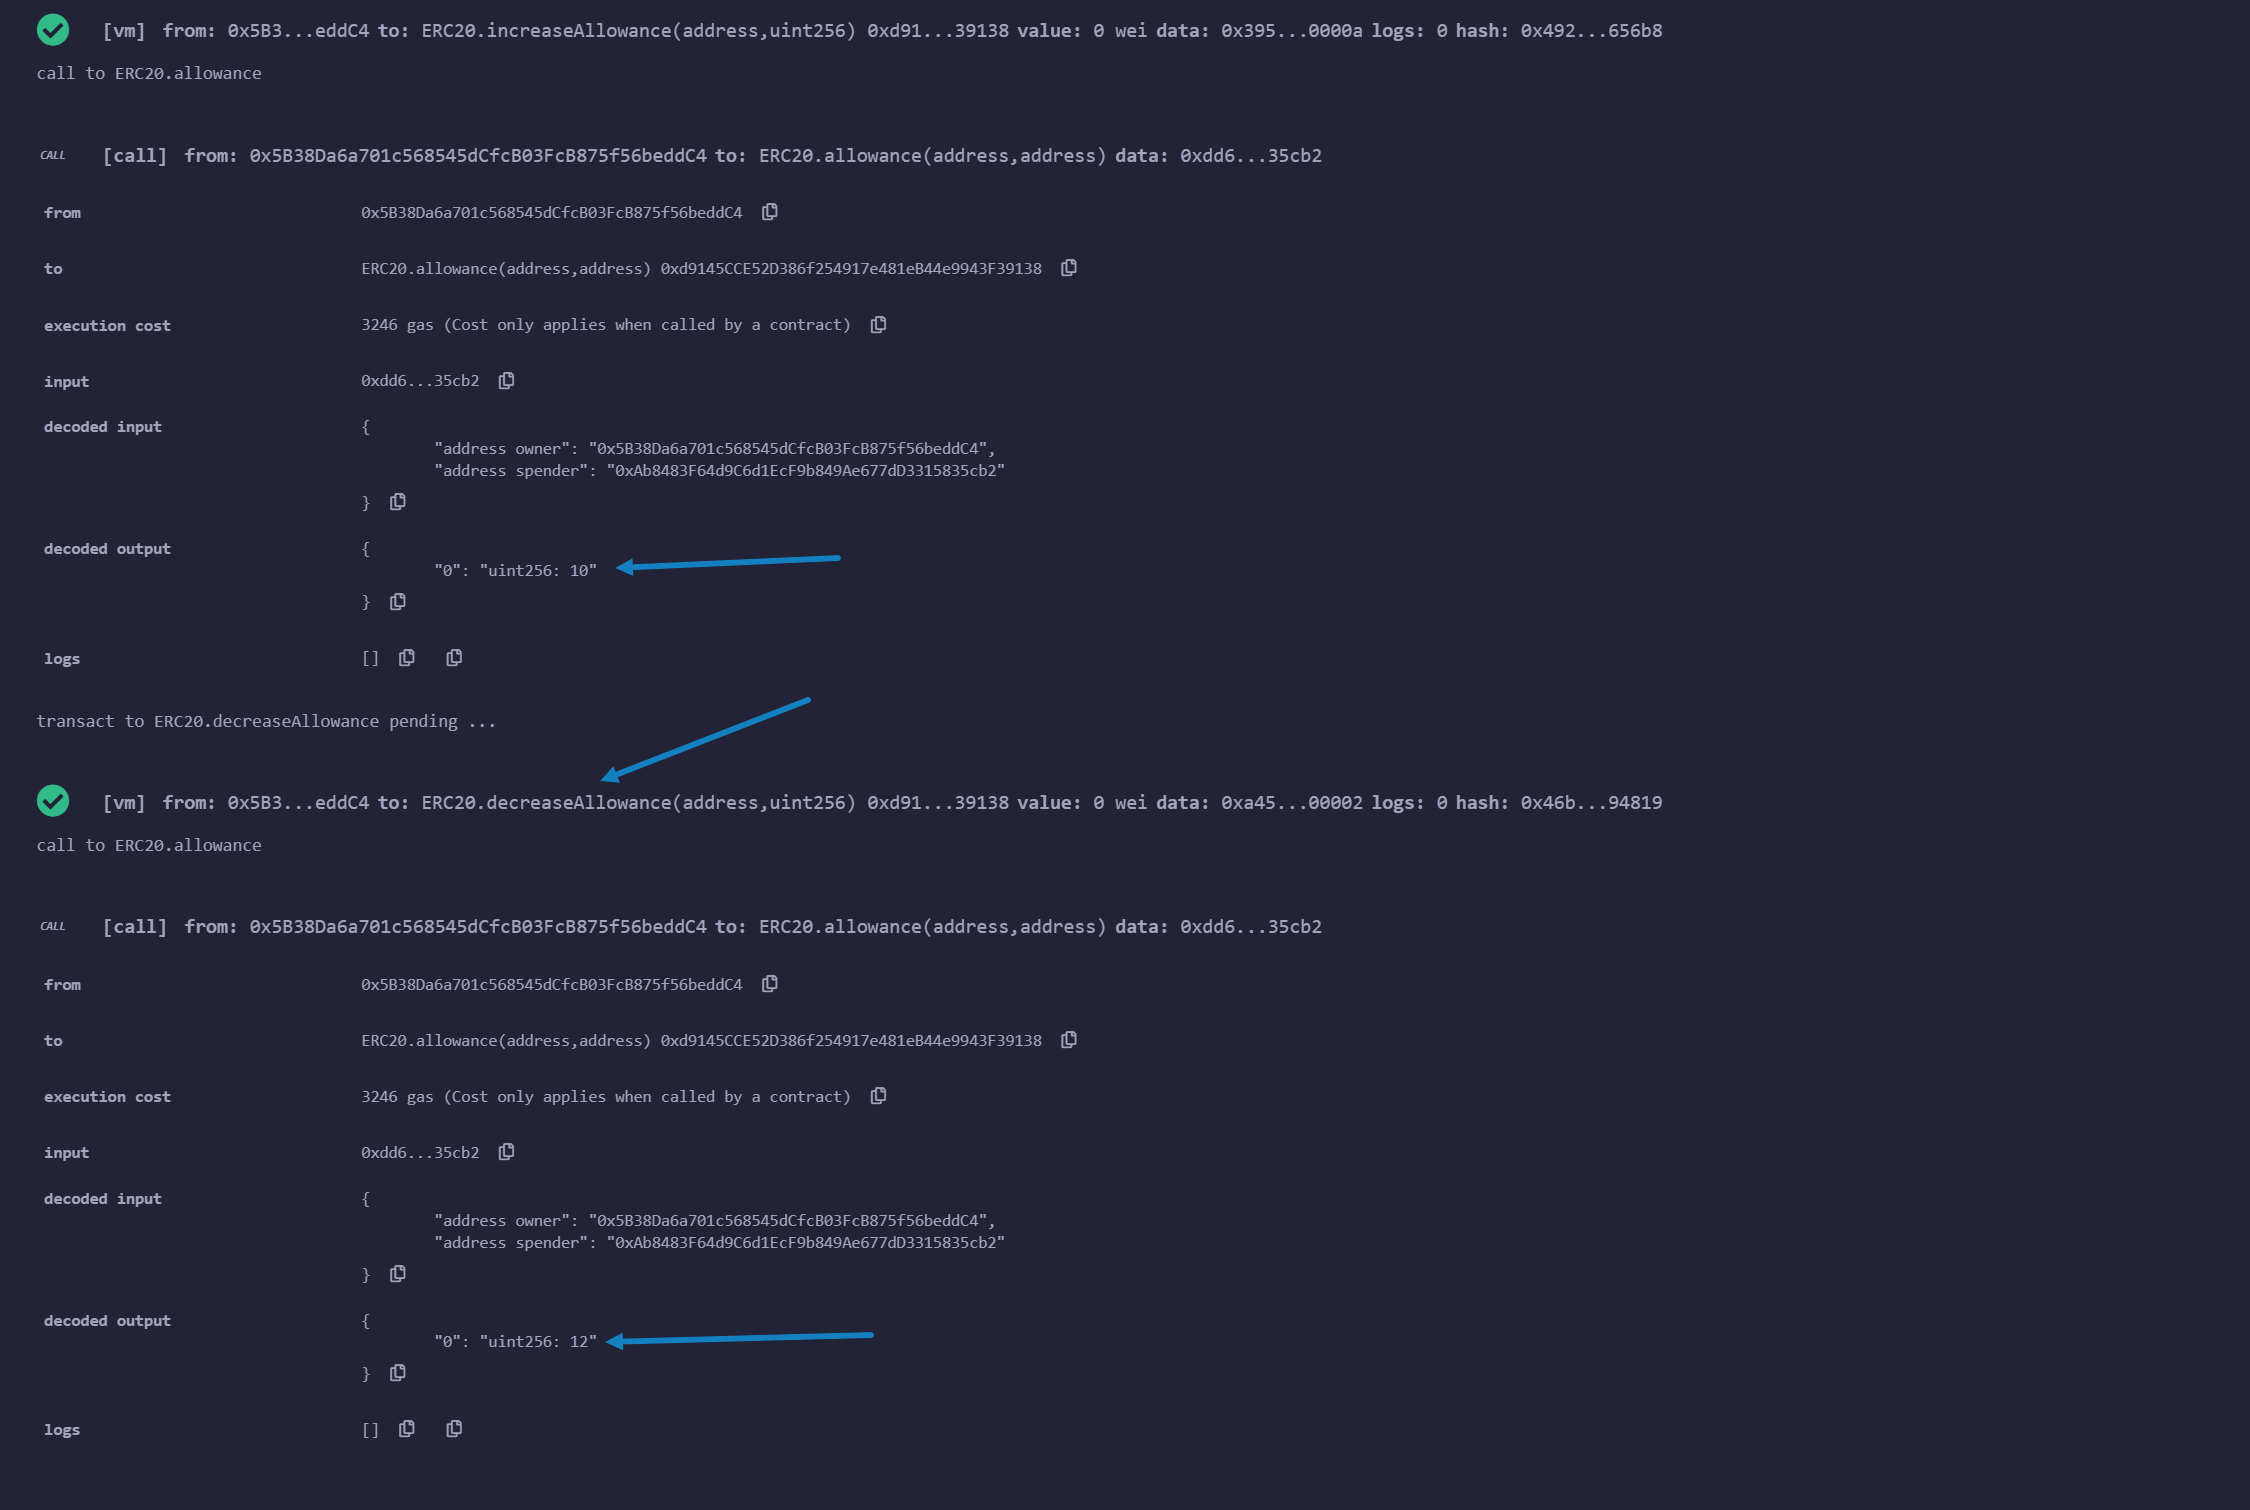 [vm] from: 0x5B3...eddC4 to: ERC20.increaseAllowance(address,uint256) 0xd91...39138 value: 0 wei data: 0x395...0000a logs: 0 hash: 0x492...656b8
call to ERC20.allowance
CALL [call] from: 0x5B38Da6a701c568545dCfcB03FcB875f56beddC4 to: ERC20.allowance(address,address) data: 0xdd6...35cb2
from 0x5B38Da6a701c568545dCfcB03FcB875f56beddC4
to ERC20.allowance(address,address) 0xd9145CCE52D386f254917e481eB44e9943F39138
execution cost 3246 gas (Cost only applies when called by a contract)
input 0xdd6...35cb2
decoded input {
"address owner": "0x5B38Da6a701c568545dCfcB03FcB875f56beddC4",
"address spender": "0xAb8483F64d9C6d1EcF9b849Ae677dD3315835cb2"
}
decoded output {
"0": "uint256: 10"
}
logs []
transact to ERC20.decreaseAllowance pending ...
[vm] from: 0x5B3...eddC4 to: ERC20.decreaseAllowance(address,uint256) 0xd91...39138 value: 0 wei data: 0xa45...00002 logs: 0 hash: 0x46b...94819
call to ERC20.allowance
CALL [call] from: 0x5B38Da6a701c568545dCfcB03FcB875f56beddC4 to: ERC20.allowance(address,address) data: 0xdd6...35cb2
from 0x5B38Da6a701c568545dCfcB03FcB875f56beddC4
to ERC20.allowance(address,address) 0xd9145CCE52D386f254917e481eB44e9943F39138
execution cost 3246 gas (Cost only applies when called by a contract)
input 0xdd6...35cb2
decoded input {
"address owner": "0x5B38Da6a701c568545dCfcB03FcB875f56beddC4",
"address spender": "0xAb8483F64d9C6d1EcF9b849Ae677dD3315835cb2"
}
decoded output {
"0": "uint256: 12"
}
logs []